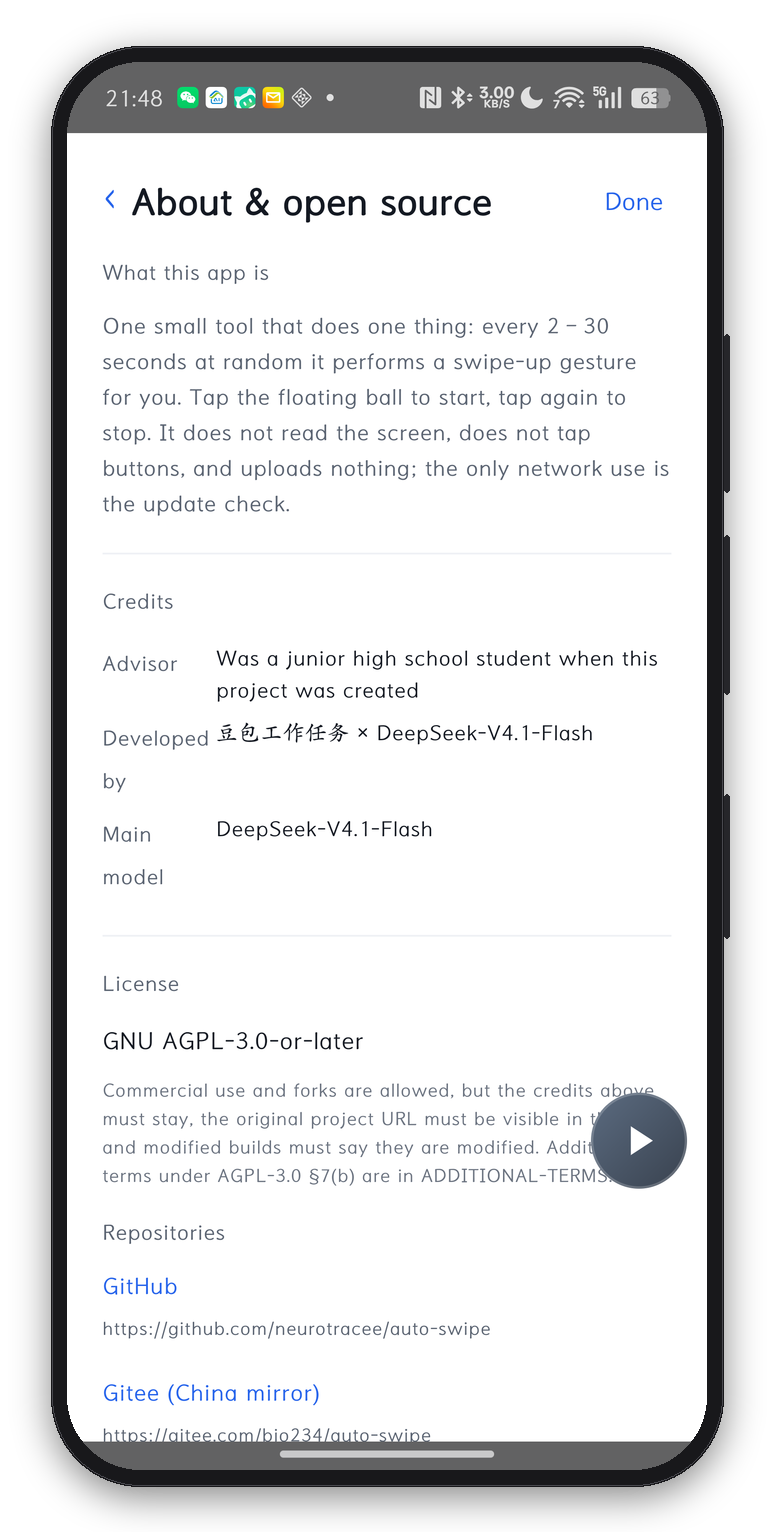 21:48
3.00
KB/S
7
5G
63
About & open source
Done
What this app is
One small tool that does one thing: every 2 – 30
seconds at random it performs a swipe-up gesture
for you. Tap the floating ball to start, tap again to
stop. It does not read the screen, does not tap
buttons, and uploads nothing; the only network use is
the update check.
Credits
Advisor
Was a junior high school student when this
project was created
Developed
by
豆包工作任务 × DeepSeek-V4.1-Flash
Main
model
DeepSeek-V4.1-Flash
License
GNU AGPL-3.0-or-later
Commercial use and forks are allowed, but the credits above
must stay, the original project URL must be visible in
and modified builds must say they are modified.
terms under AGPL-3.0 §7(b) are in ADDITIONAL-TERMS.
Repositories
GitHub
https://github.com/neurotracee/auto-swipe
Gitee (China mirror)
https://gitee.com/bio234/auto-swipe